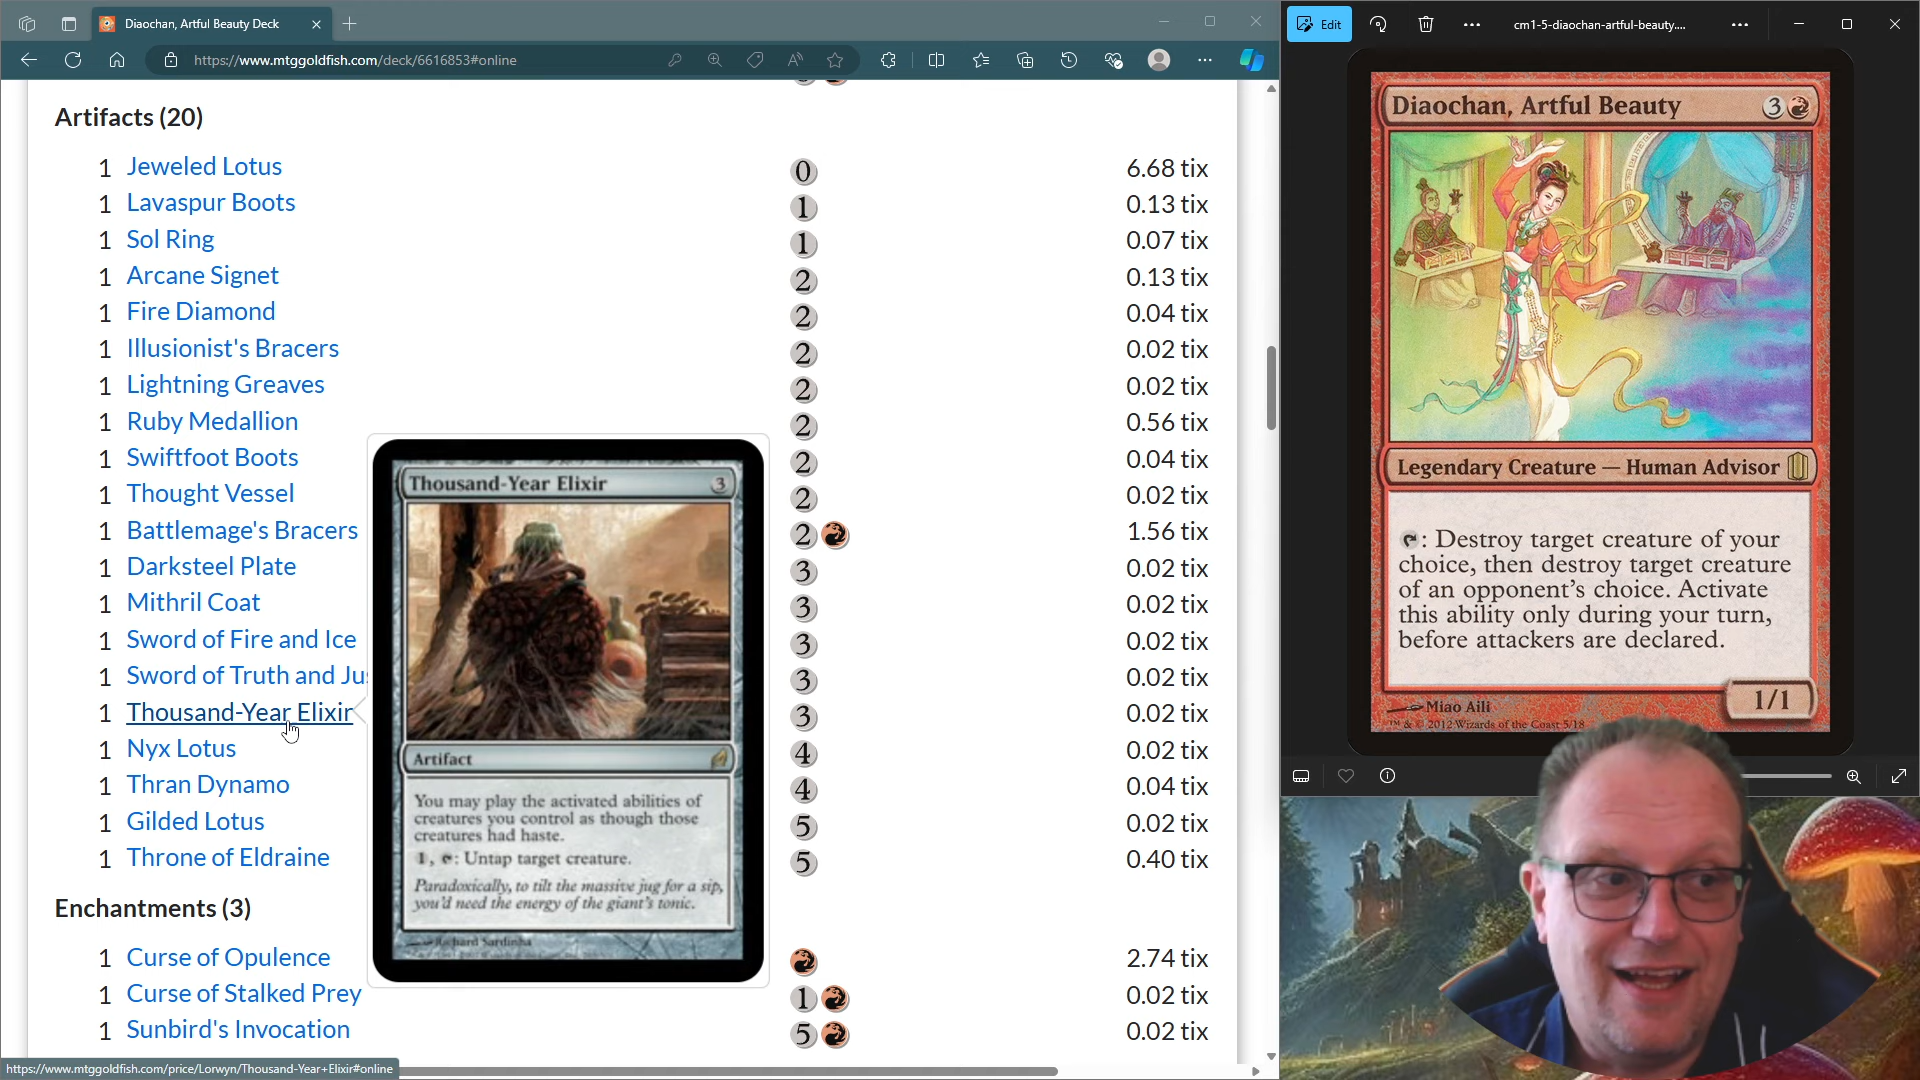 Diaochan, Artful Beauty Deck
https://www.mtggoldfish.com/deck/6616853#online
Artifacts (20)
1 Jeweled Lotus 0 6.68 tix
1 Lavaspur Boots 1 0.13 tix
1 Sol Ring 1 0.07 tix
1 Arcane Signet 2 0.13 tix
1 Fire Diamond 2 0.04 tix
1 Illusionist's Bracers 2 0.02 tix
1 Lightning Greaves 2 0.02 tix
1 Ruby Medallion 2 0.56 tix
1 Swiftfoot Boots 2 0.04 tix
1 Thought Vessel 2 0.02 tix
1 Battlemage's Bracers 2 1.56 tix
1 Darksteel Plate 3 0.02 tix
1 Mithril Coat 3 0.02 tix
1 Sword of Fire and Ice 3 0.02 tix
1 Sword of Truth and Jus 3 0.02 tix
1 Thousand-Year Elixir 3 0.02 tix
1 Nyx Lotus 4 0.02 tix
1 Thran Dynamo 4 0.04 tix
1 Gilded Lotus 5 0.02 tix
1 Throne of Eldraine 5 0.40 tix
Enchantments (3)
1 Curse of Opulence 2.74 tix
1 Curse of Stalked Prey 1 0.02 tix
1 Sunbird's Invocation 5 0.02 tix
https://www.mtggoldfish.com/price/Lorwyn/Thousand-Year+Elixir#online
Thousand-Year Elixir 3
Artifact
You may play the activated abilities of
creatures you control as though those
creatures had haste.
1, : Untap target creature.
Paradoxically, to tilt the massive jug for a sip,
you'd need the energy of the giant's tonic.
Richard Sardinha
Edit
cm1-5-diaochan-artful-beauty....
Diaochan, Artful Beauty 3
Legendary Creature — Human Advisor
: Destroy target creature of your
choice, then destroy target creature
of an opponent's choice. Activate
this ability only during your turn,
before attackers are declared.
1/1
Miao Aili
™ & © 2012 Wizards of the Coast 5/18